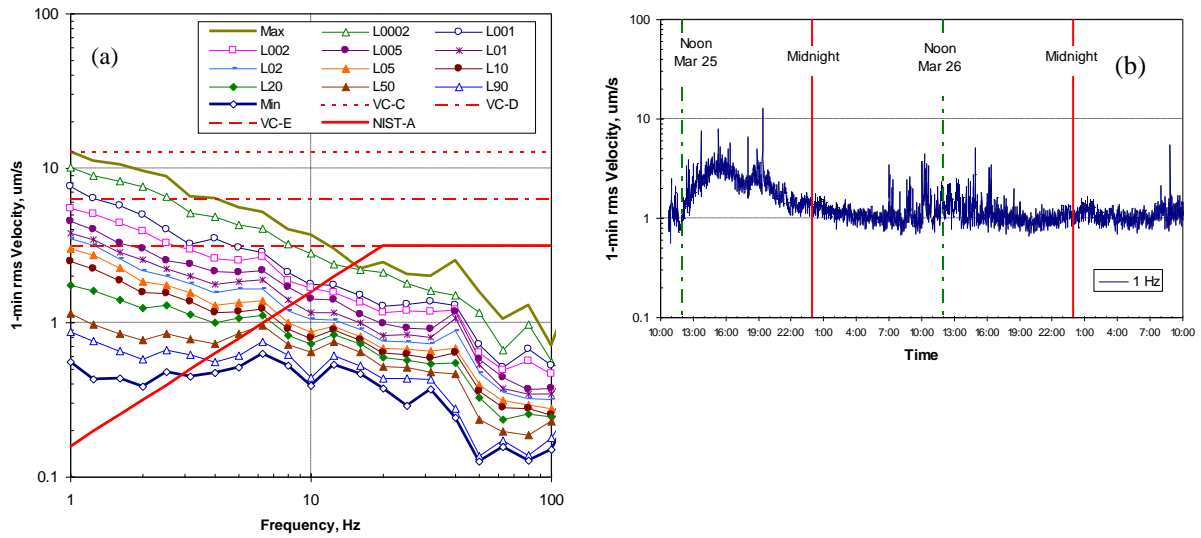 (a)
1-min rms Velocity, um/s
100
10
1
0.1
Max L0002 L001
L002 L005 L01
L02 L05 L10
L20 L50 L90
Min VC-C VC-D
VC-E NIST-A
1 10 100
Frequency, Hz
(b)
1-min rms Velocity, um/s
100
10
1
0.1
Noon
Mar 25
Midnight
Noon
Mar 26
Midnight
1 Hz
10:00 13:00 16:00 19:00 22:00 1:00 4:00 7:00 10:00 13:00 16:00 19:00 22:00 1:00 4:00 7:00 10:00
Time